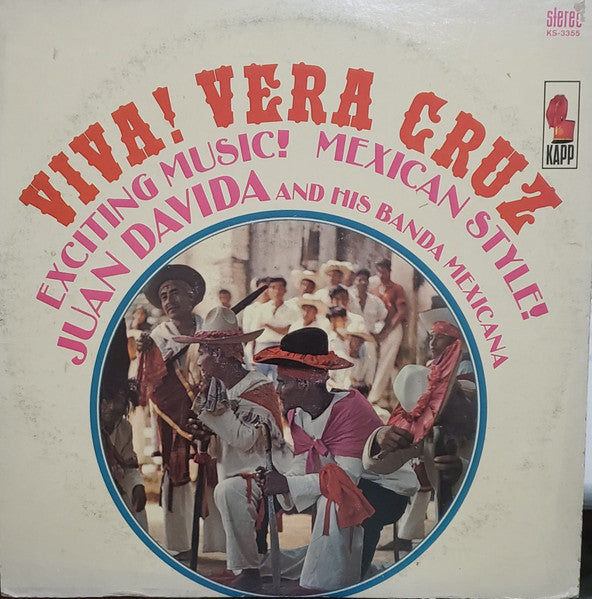 stereo
KS-3355
KAPP
VIVA! VERA CRUZ
EXCITING MUSIC! MEXICAN STYLE!
JUAN DAVIDA AND HIS BANDA MEXICANA